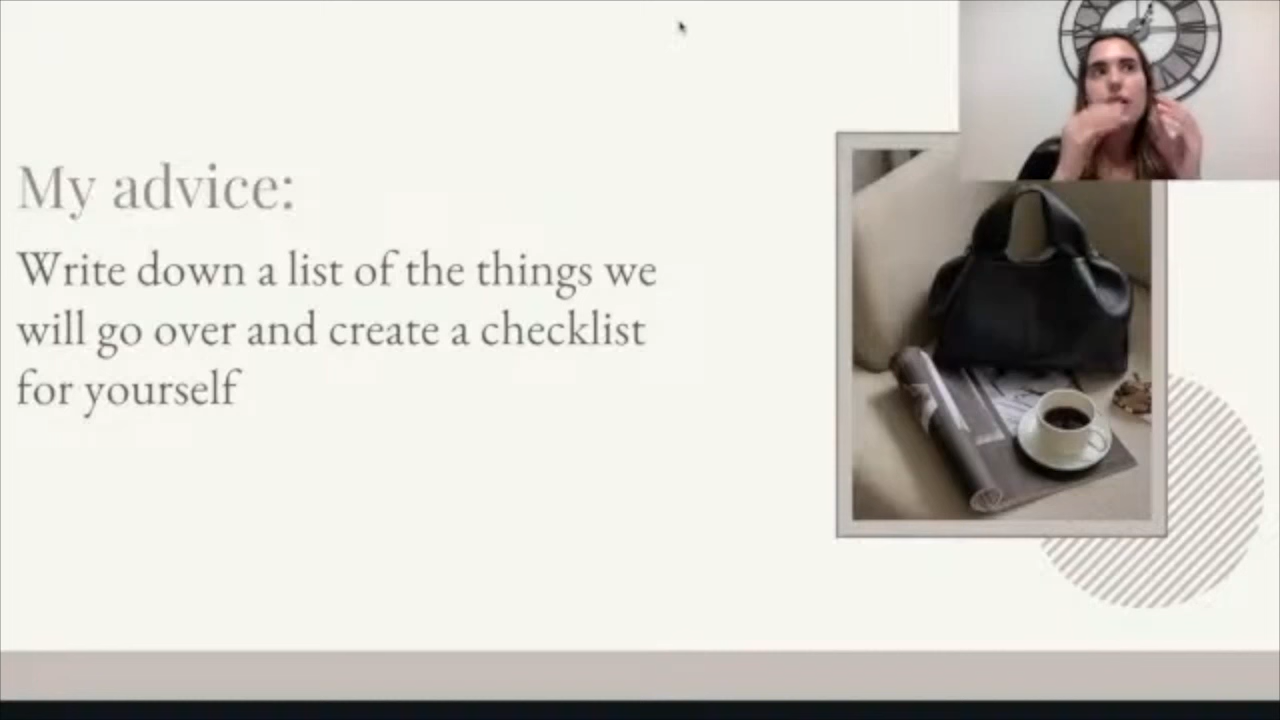 My advice:
Write down a list of the things we
will go over and create a checklist
for yourself